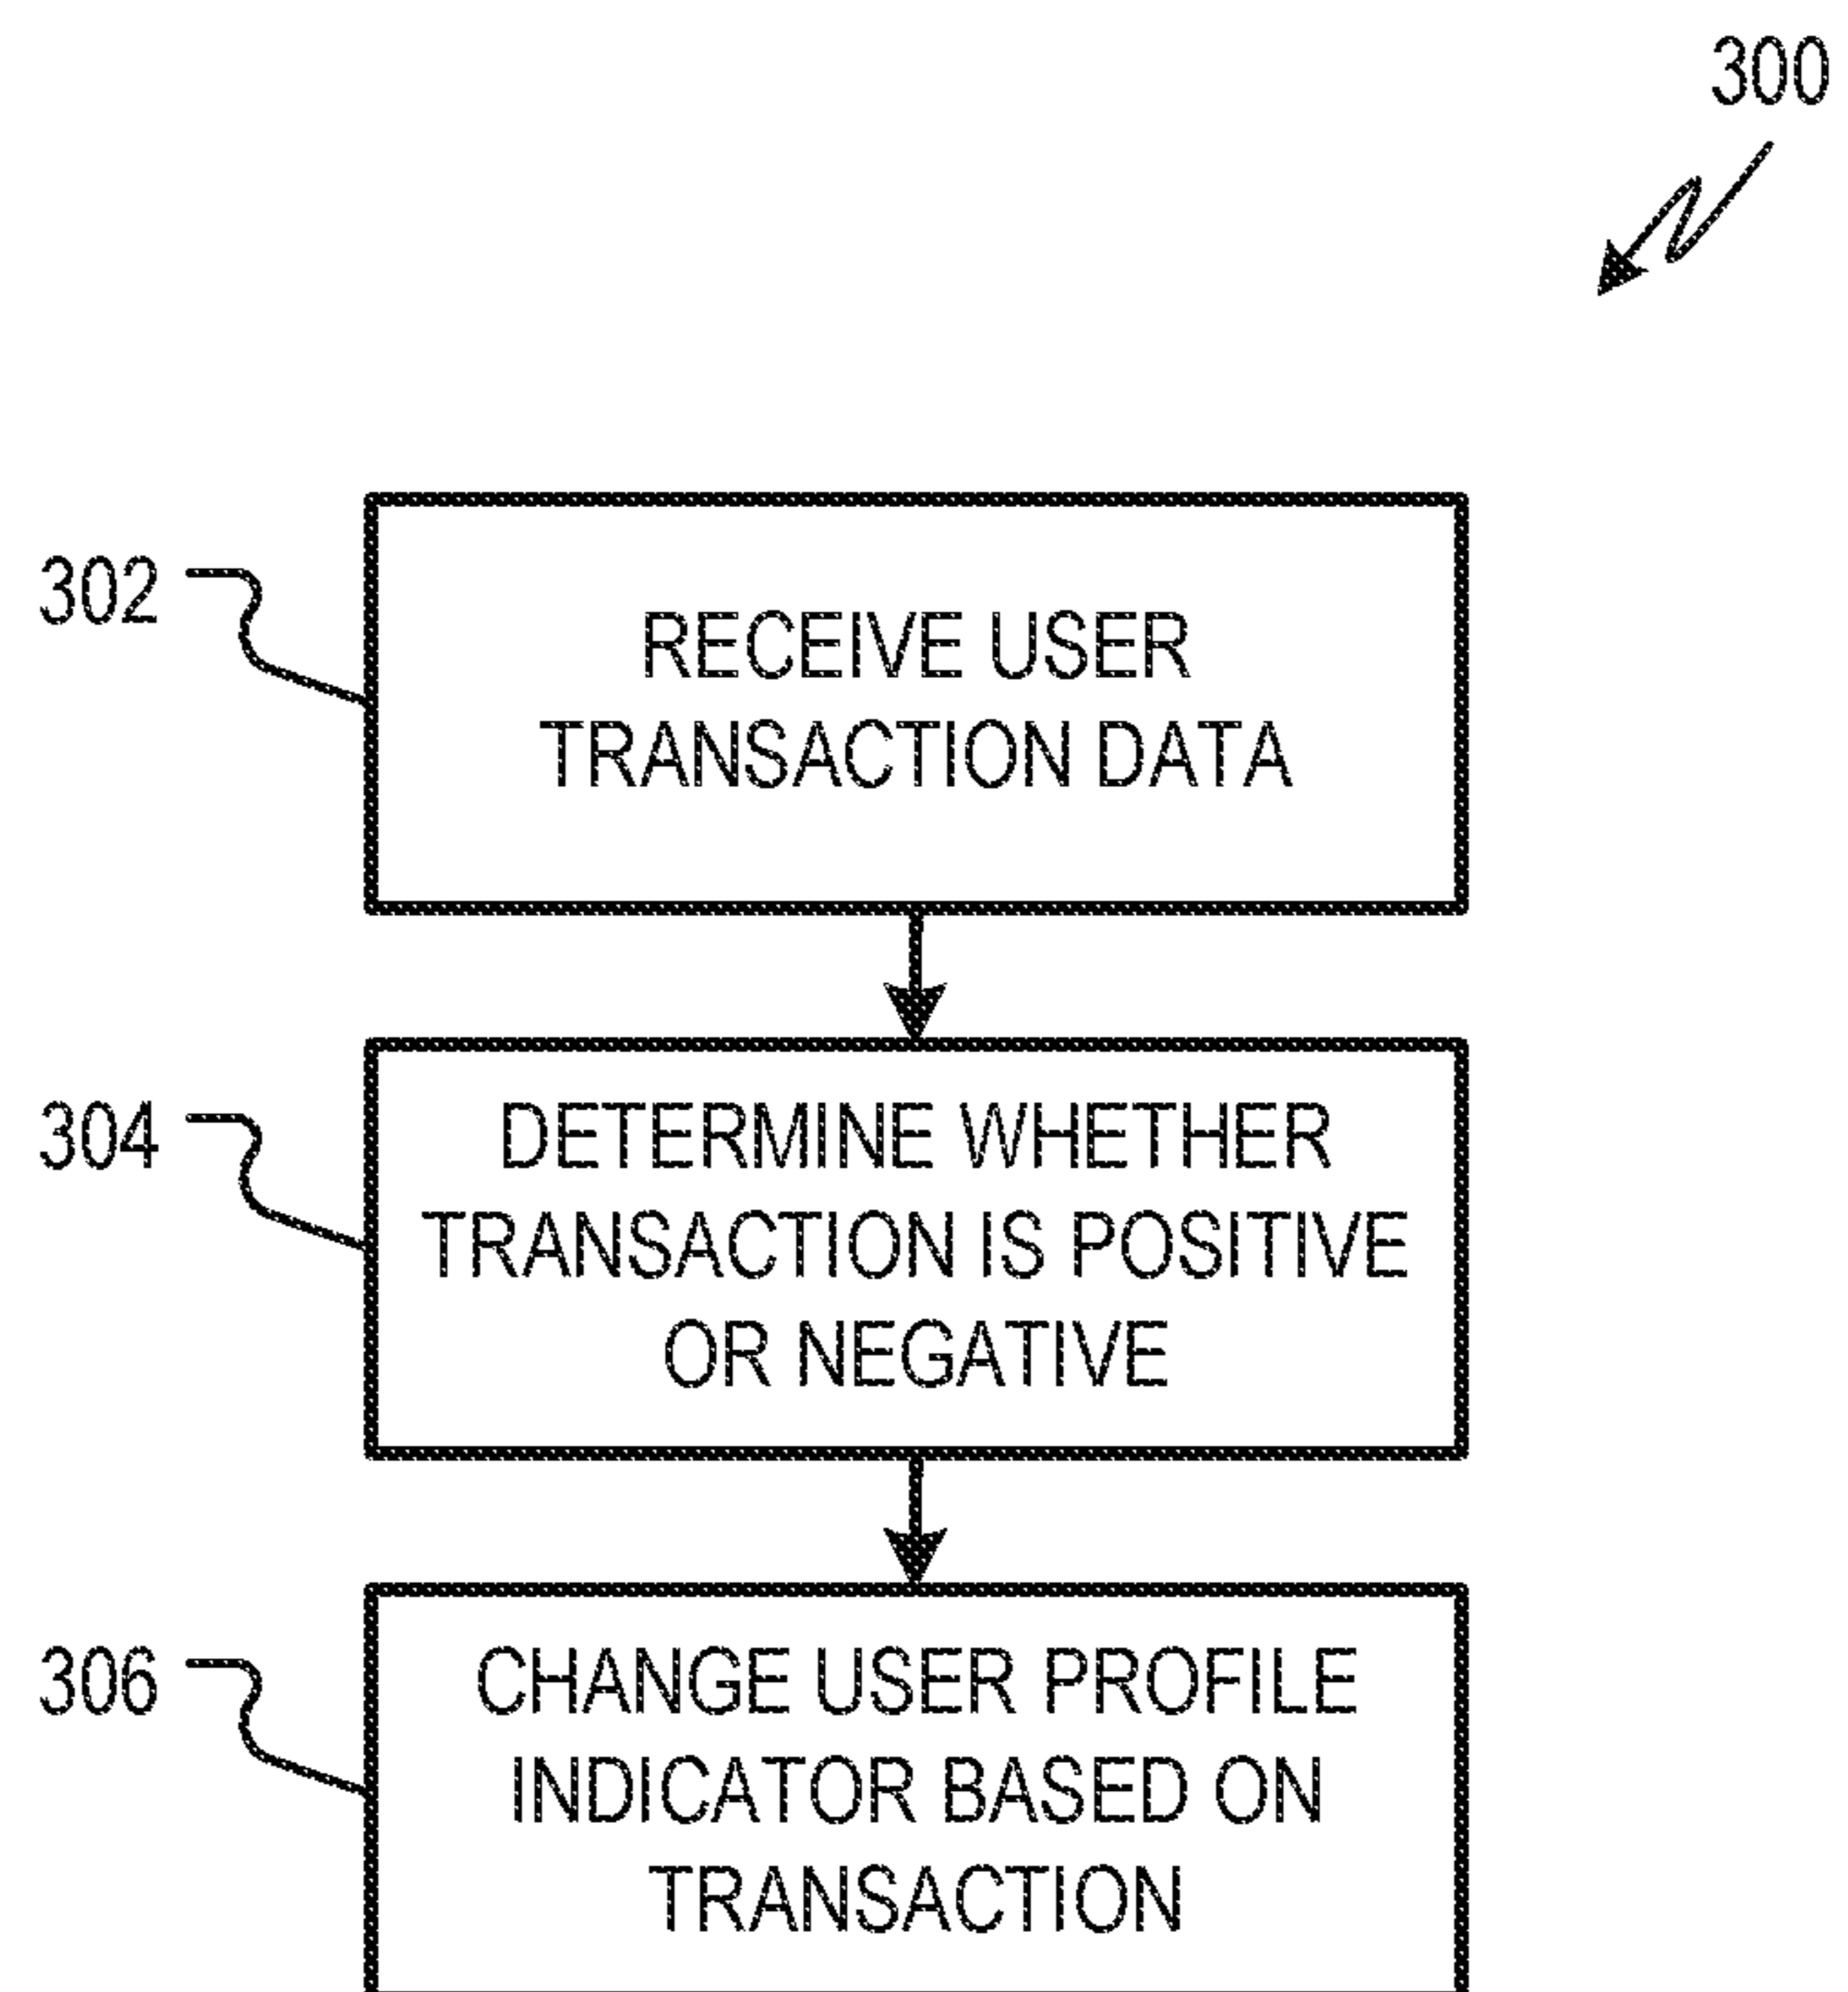 300
302
RECEIVE USER
TRANSACTION DATA
304
DETERMINE WHETHER
TRANSACTION IS POSITIVE
OR NEGATIVE
306
CHANGE USER PROFILE
INDICATOR BASED ON
TRANSACTION